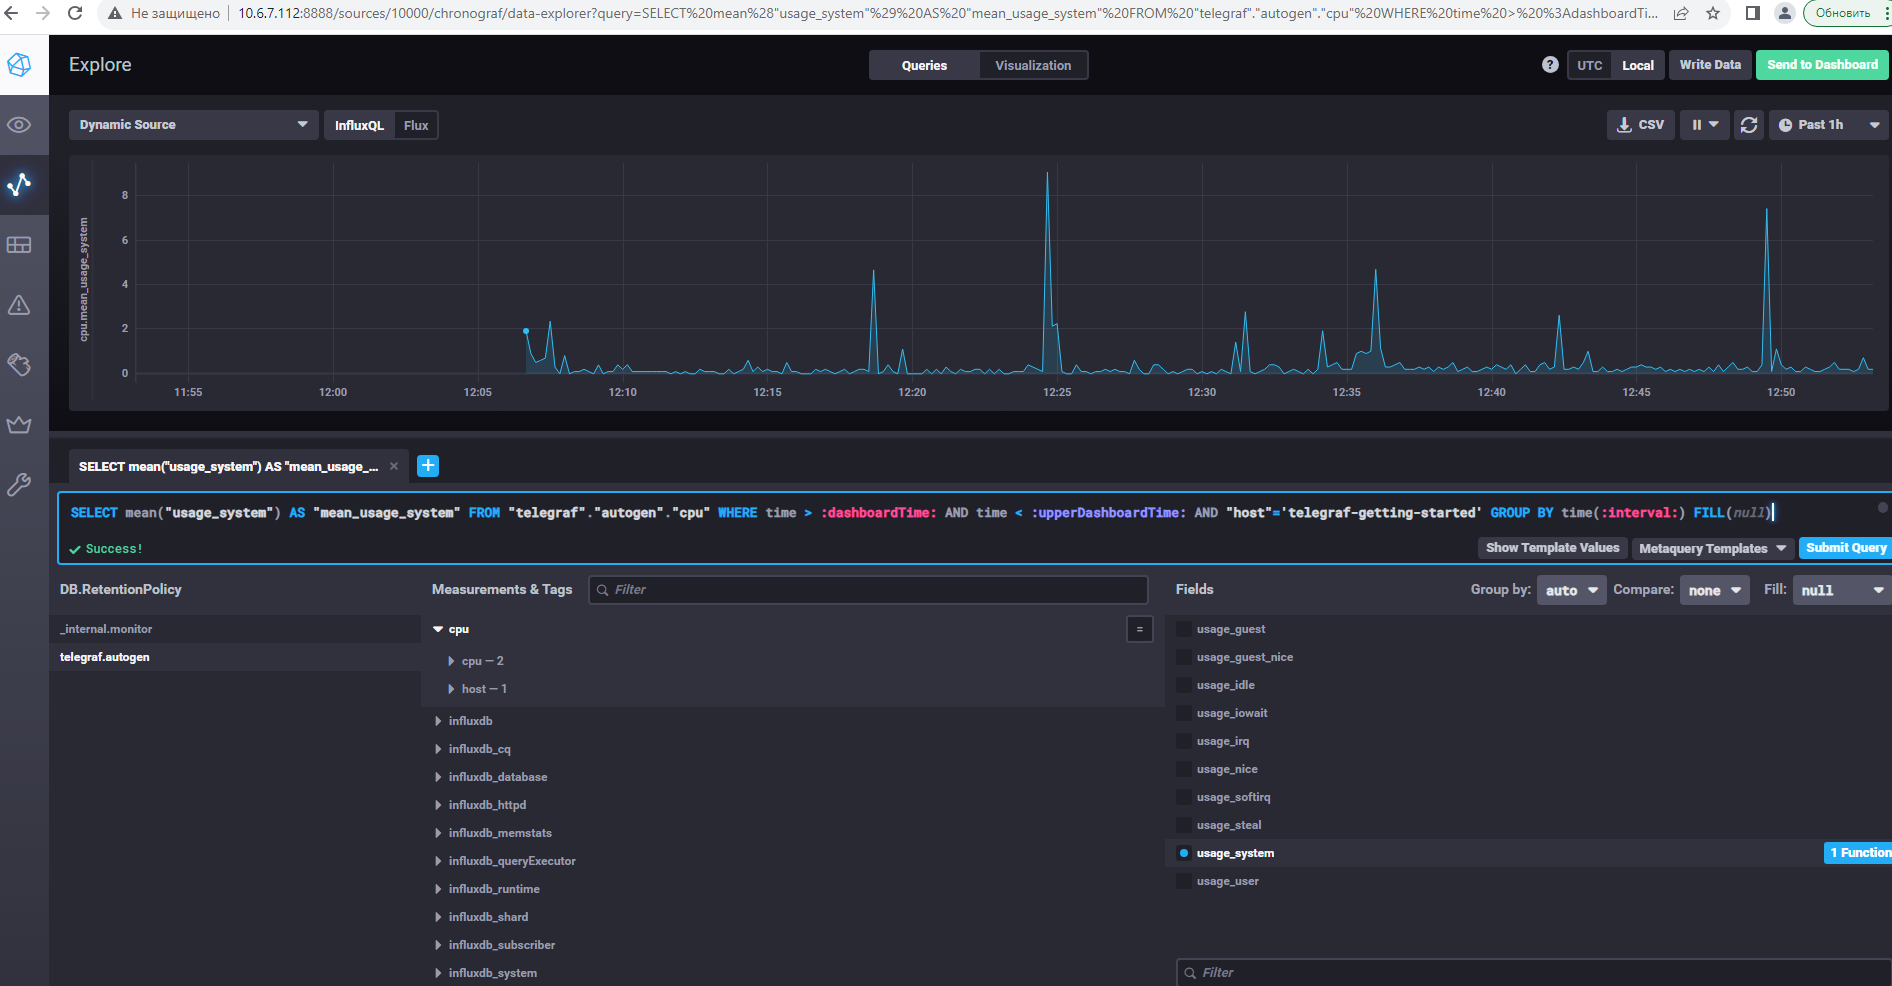 Не защищено 10.6.7.112:8888/sources/10000/chronograf/data-explorer?query=SELECT%20mean%28"usage_system"%29%20AS%20"mean_usage_system"%20FROM%20"telegraf"."autogen"."cpu"%20WHERE%20time%20>%20%3AdashboardTi... Обновить
Explore Queries Visualization ? UTC Local Write Data Send to Dashboard
Dynamic Source InfluxQL Flux CSV Past 1h
cpu.mean_usage_system
8
6
4
2
0
11:55 12:00 12:05 12:10 12:15 12:20 12:25 12:30 12:35 12:40 12:45 12:50
SELECT mean("usage_system") AS "mean_usage_... × +
SELECT mean("usage_system") AS "mean_usage_system" FROM "telegraf"."autogen"."cpu" WHERE time > :dashboardTime: AND time < :upperDashboardTime: AND "host"='telegraf-getting-started' GROUP BY time(:interval:) FILL(null)
Success! Show Template Values Metaquery Templates Submit Query
DB.RetentionPolicy Measurements & Tags Filter Fields Group by: auto Compare: none Fill: null
_internal.monitor
telegraf.autogen
cpu =
cpu — 2
host — 1
influxdb
influxdb_cq
influxdb_database
influxdb_httpd
influxdb_memstats
influxdb_queryExecutor
influxdb_runtime
influxdb_shard
influxdb_subscriber
influxdb_system
usage_guest
usage_guest_nice
usage_idle
usage_iowait
usage_irq
usage_nice
usage_softirq
usage_steal
usage_system 1 Function
usage_user
Filter